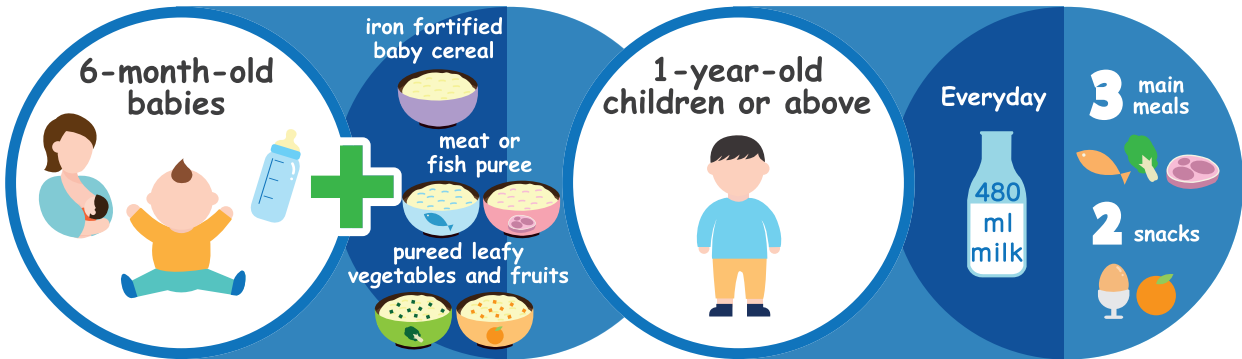 6-month-old
babies
iron fortified
baby cereal
meat or
fish puree
pureed leafy
vegetables and fruits
1-year-old
children or above
Everyday
480
ml
milk
3 main
meals
2 snacks